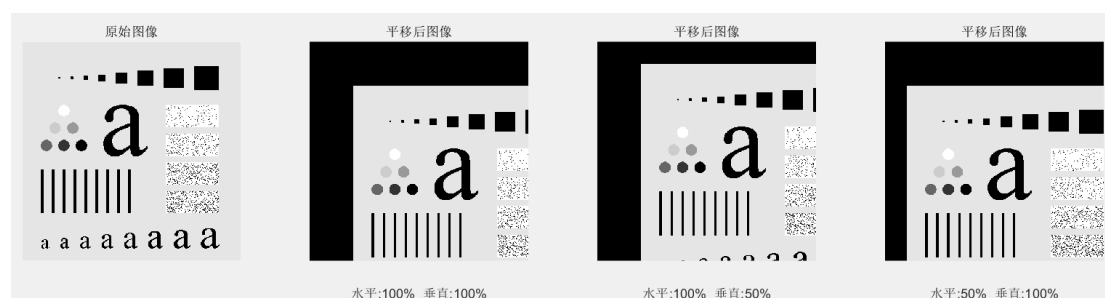 原始图像 平移后图像 平移后图像 平移后图像
a a a a
a a a a a a a a
水平:100% 垂直:100% 水平:100% 垂直:50% 水平:50% 垂直:100%